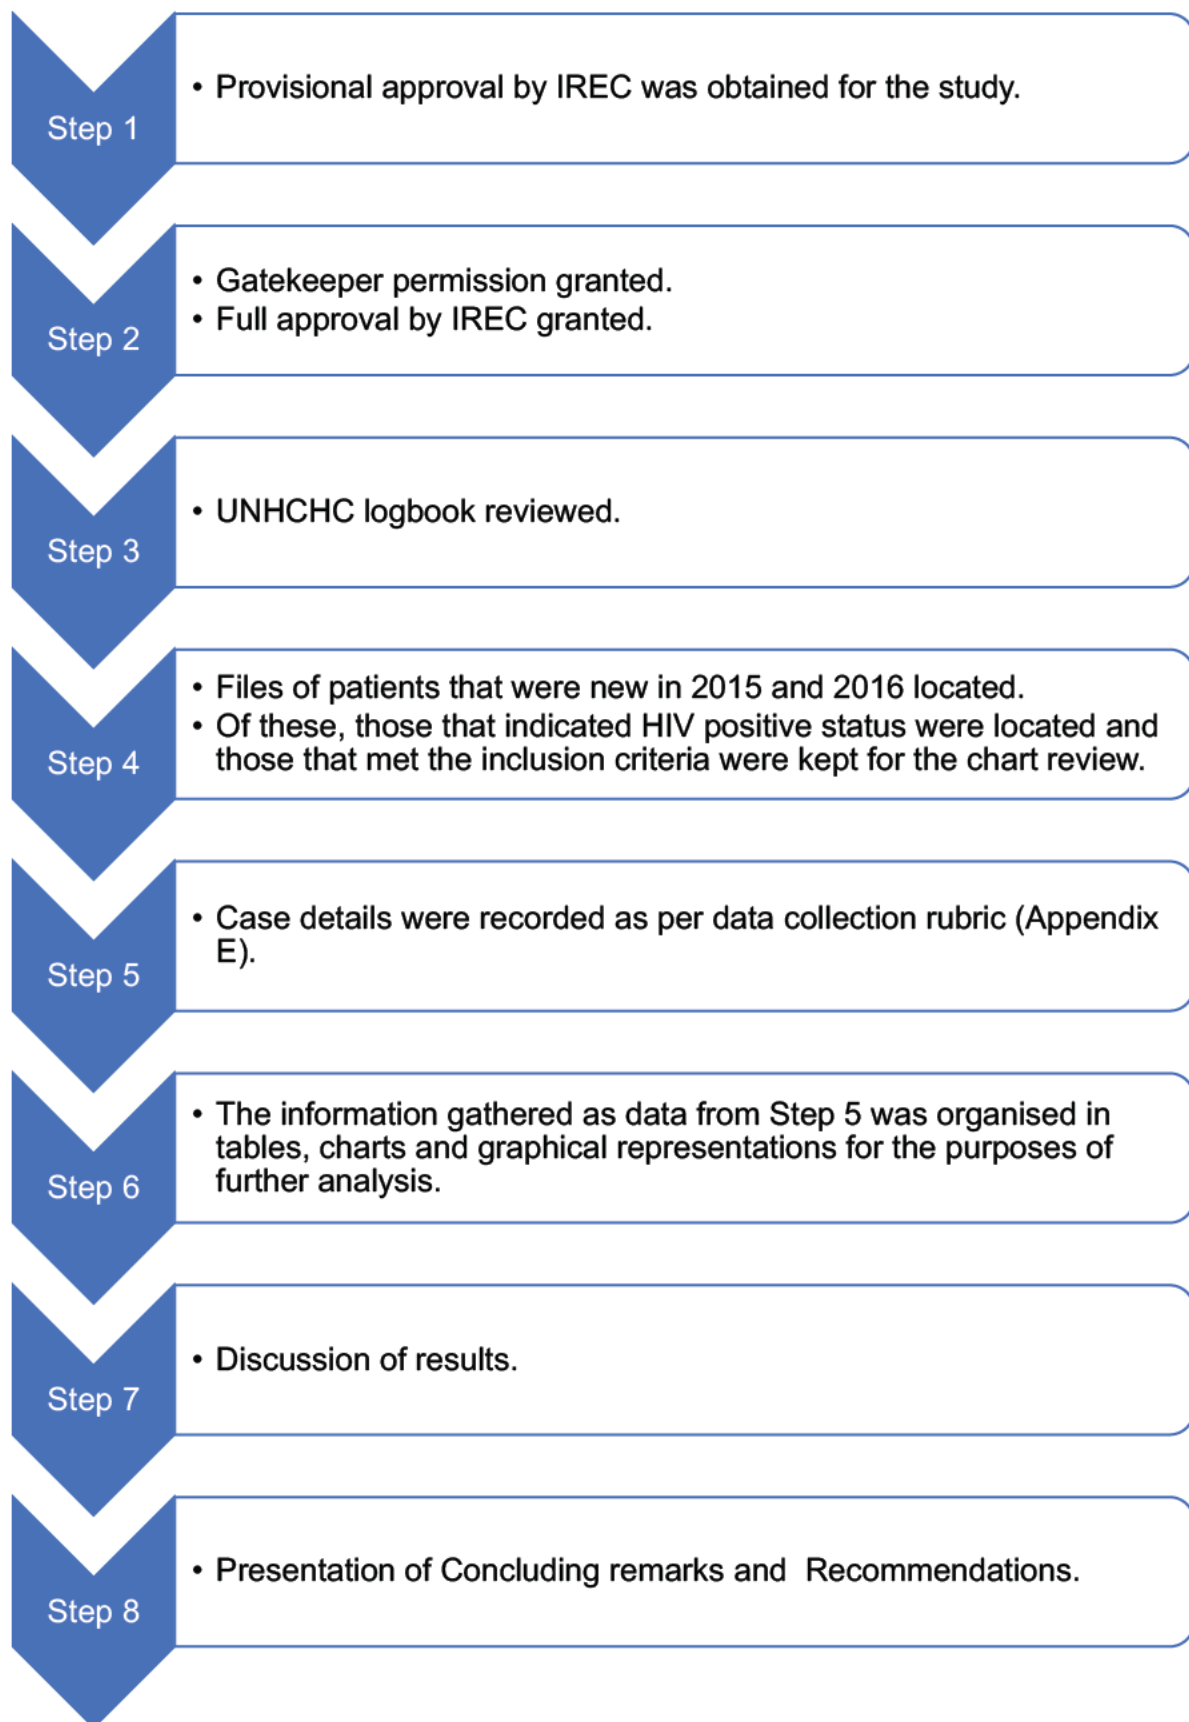 Step 1
• Provisional approval by IREC was obtained for the study.
Step 2
• Gatekeeper permission granted.
• Full approval by IREC granted.
Step 3
• UNHCHC logbook reviewed.
Step 4
• Files of patients that were new in 2015 and 2016 located.
• Of these, those that indicated HIV positive status were located and
those that met the inclusion criteria were kept for the chart review.
Step 5
• Case details were recorded as per data collection rubric (Appendix
E).
Step 6
• The information gathered as data from Step 5 was organised in
tables, charts and graphical representations for the purposes of
further analysis.
Step 7
• Discussion of results.
Step 8
• Presentation of Concluding remarks and  Recommendations.